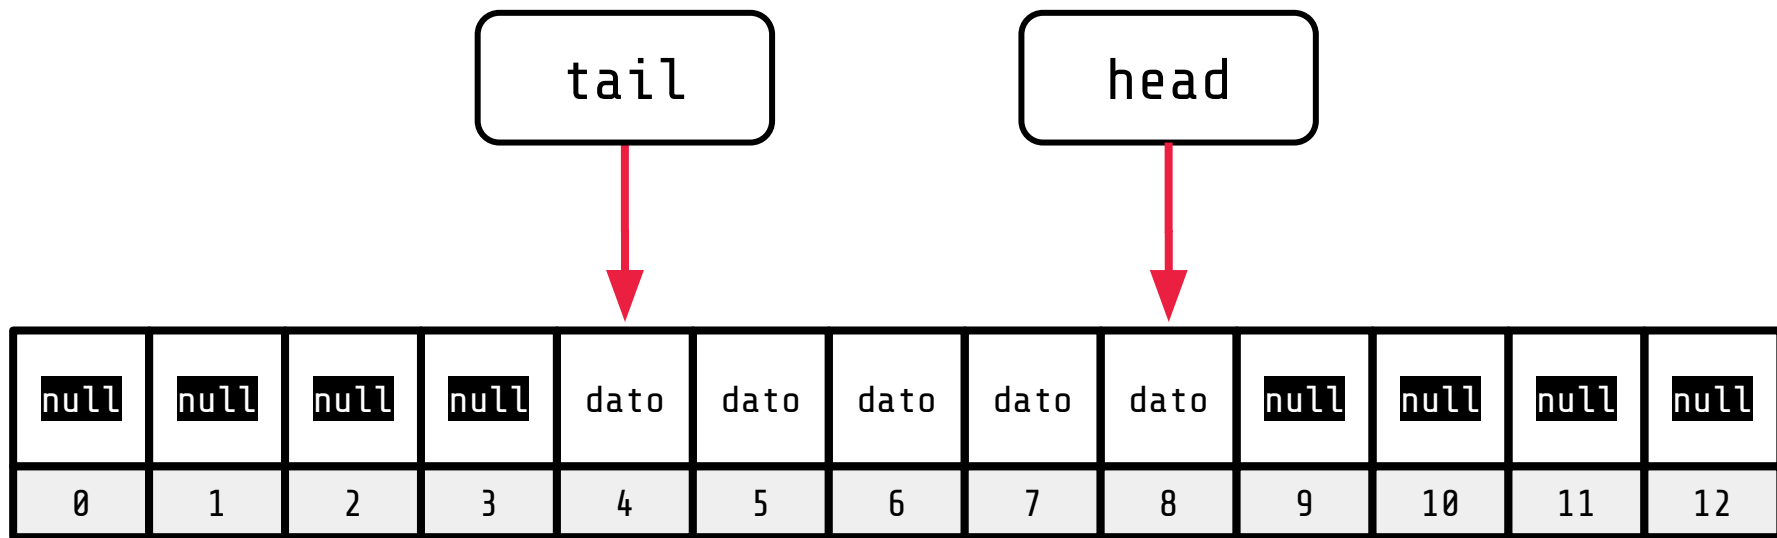 tail head
null null null null dato dato dato dato dato null null null null
0 1 2 3 4 5 6 7 8 9 10 11 12